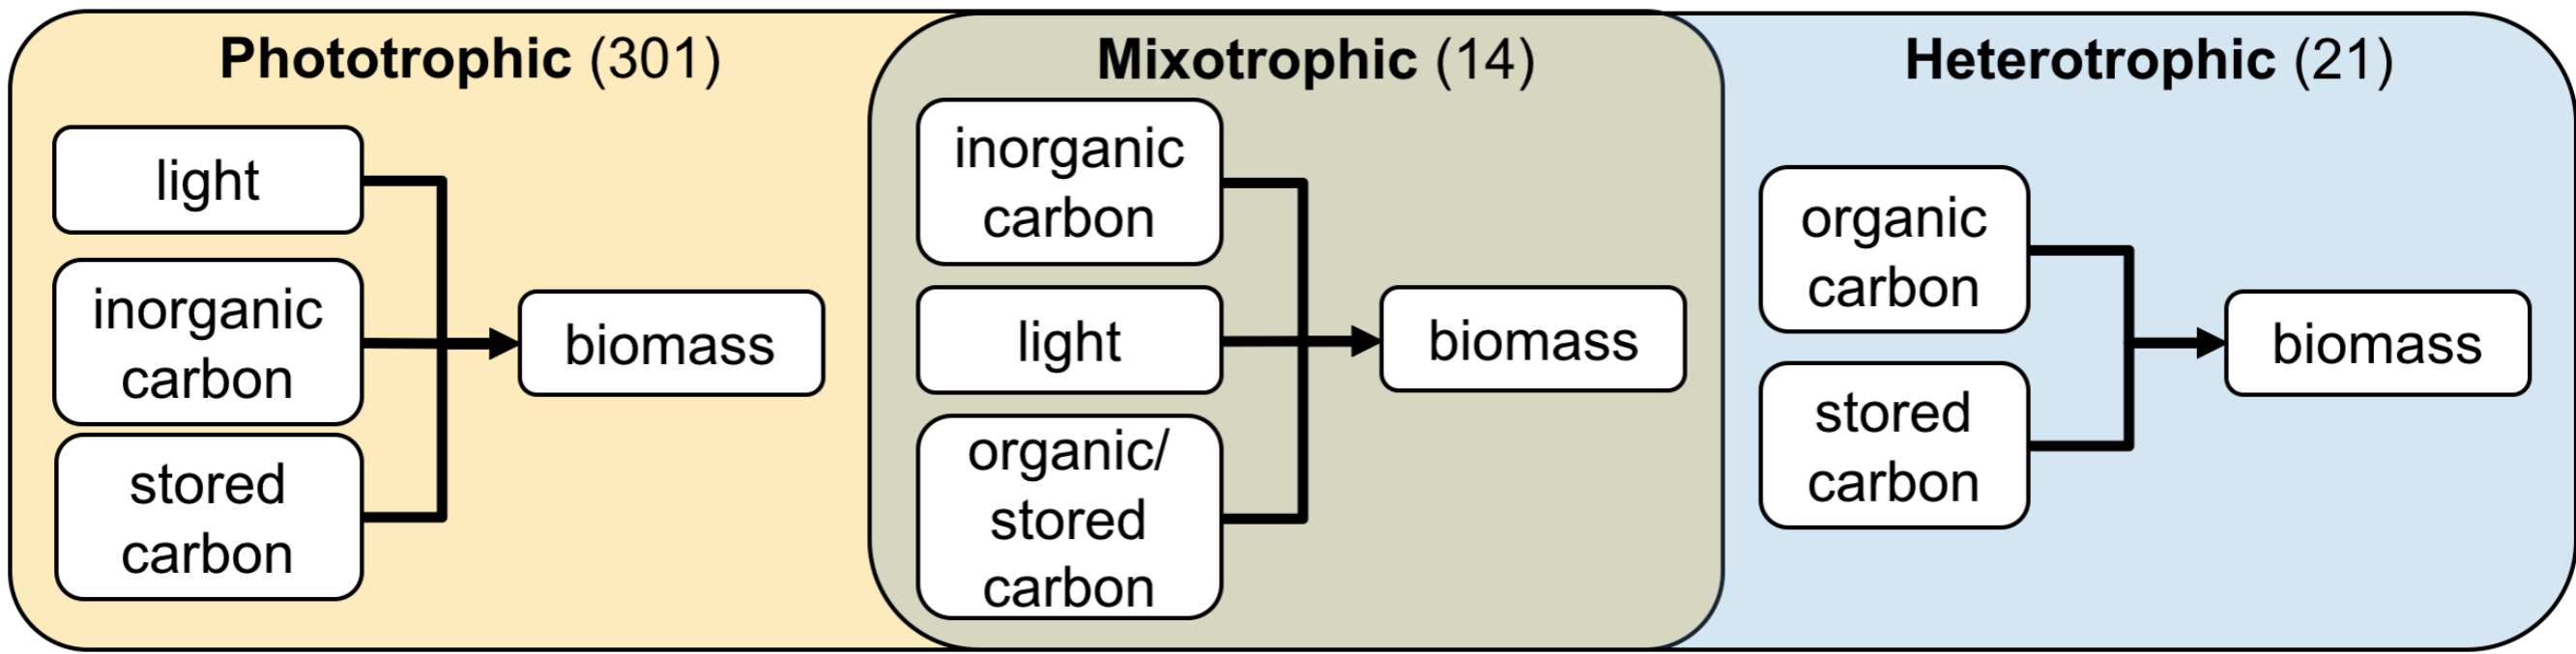 Phototrophic (301)
light
inorganic
carbon
stored
carbon
biomass
Mixotrophic (14)
inorganic
carbon
light
organic/
stored
carbon
biomass
Heterotrophic (21)
organic
carbon
stored
carbon
biomass